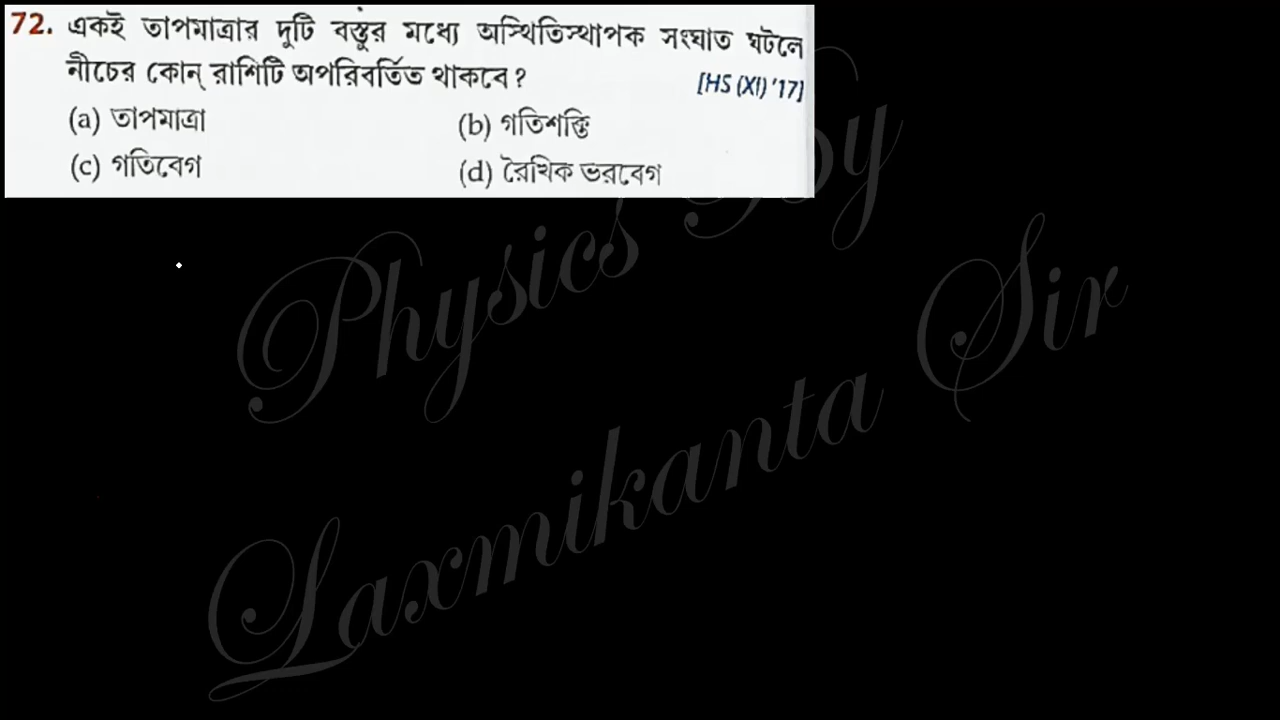 72. একই তাপমাত্রার দুটি বস্তুর মধ্যে অস্থিতিস্থাপক সংঘাত ঘটলে
নীচের কোন্ রাশিটি অপরিবর্তিত থাকবে? [HS (XI) '17]
(a) তাপমাত্রা (b) গতিশক্তি
(c) গতিবেগ (d) রৈখিক ভরবেগ
Physics By
Laxmikanta Sir